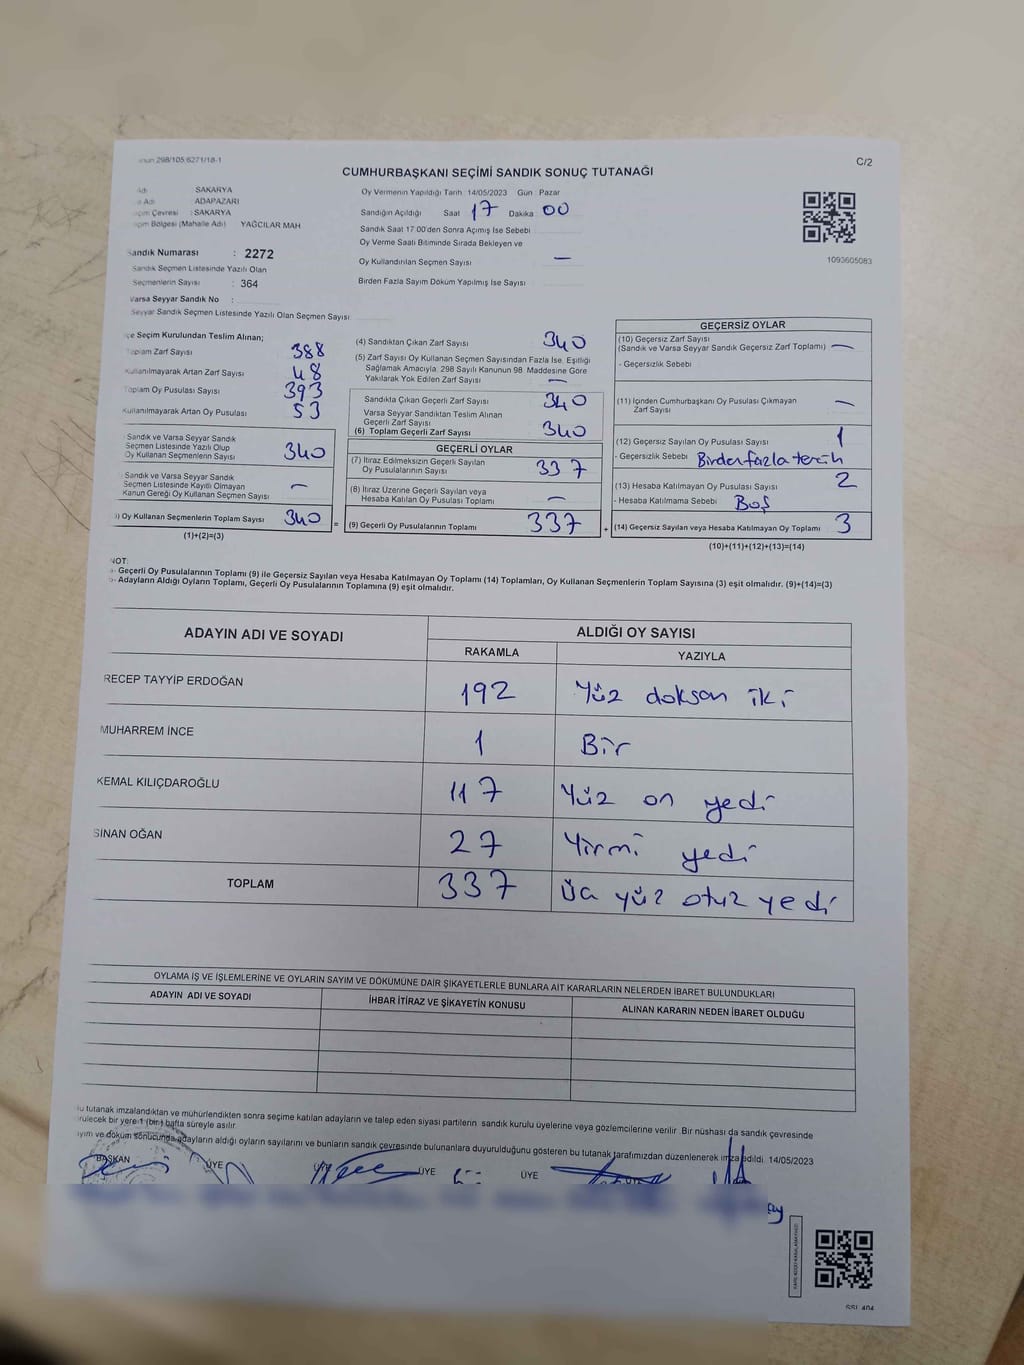 298/105.6271/18-1
C/2
CUMHURBAŞKANI SEÇİMİ SANDIK SONUÇ TUTANAĞI
Adı : SAKARYA
Adı : ADAPAZARI
Çevresi : SAKARYA
Bölgesi (Mahalle Adı) YAĞCILAR MAH
Sandık Numarası : 2272
Sandık Seçmen Listesinde Yazılı Olan
Seçmenlerin Sayısı : 364
Varsa Seyyar Sandık No :
Seyyar Sandık Seçmen Listesinde Yazılı Olan Seçmen Sayısı
Oy Vermenin Yapıldığı Tarih 14/05/2023 Gün Pazar
Sandığın Açıldığı Saat 17 Dakika 00
Sandık Saat 17.00'den Sonra Açımış İse Sebebi
Oy Verme Saati Bitiminde Sırada Bekleyen ve
Oy Kullandırılan Seçmen Sayısı —
Birden Fazla Sayım Döküm Yapılmış İse Sayısı
1093605083
Seçim Kurulundan Teslim Alınan;
Toplam Zarf Sayısı 388
Kullanılmayarak Artan Zarf Sayısı 48
Toplam Oy Pusulası Sayısı 393
Kullanılmayarak Artan Oy Pusulası 53
Sandık ve Varsa Seyyar Sandık
Seçmen Listesinde Yazılı Olup
Oy Kullanan Seçmenlerin Sayısı 340
Sandık ve Varsa Seyyar Sandık
Seçmen Listesinde Kayıtlı Olmayan
Kanun Gereği Oy Kullanan Seçmen Sayısı —
Oy Kullanan Seçmenlerin Toplam Sayısı 340 =
(1)+(2)=(3)
(4) Sandıktan Çıkan Zarf Sayısı 340
(5) Zarf Sayısı Oy Kullanan Seçmen Sayısından Fazla İse, Eşitliği
Sağlamak Amacıyla, 298 Sayılı Kanunun 98. Maddesine Göre
Yakılarak Yok Edilen Zarf Sayısı —
Sandıkta Çıkan Geçerli Zarf Sayısı 340
Varsa Seyyar Sandıktan Teslim Alınan
Geçerli Zarf Sayısı
(6) Toplam Geçerli Zarf Sayısı 340
GEÇERLİ OYLAR
(7) İtiraz Edilmeksizin Geçerli Sayılan
Oy Pusulalarının Sayısı 337
(8) İtiraz Üzerine Geçerli Sayılan veya
Hesaba Katılan Oy Pusulası Toplamı —
(9) Geçerli Oy Pusulalarının Toplamı 337 +
GEÇERSİZ OYLAR
(10) Geçersiz Zarf Sayısı
(Sandık ve Varsa Seyyar Sandık Geçersiz Zarf Toplamı) —
- Geçersizlik Sebebi
(11) İçinden Cumhurbaşkanı Oy Pusulası Çıkmayan
Zarf Sayısı —
(12) Geçersiz Sayılan Oy Pusulası Sayısı 1
- Geçersizlik Sebebi Birden fazla tercih
(13) Hesaba Katılmayan Oy Pusulası Sayısı 2
- Hesaba Katılmama Sebebi Boş
(14) Geçersiz Sayılan veya Hesaba Katılmayan Oy Toplamı 3
(10)+(11)+(12)+(13)=(14)
NOT:
- Geçerli Oy Pusulalarının Toplamı (9) ile Geçersiz Sayılan veya Hesaba Katılmayan Oy Toplamı (14) Toplamları, Oy Kullanan Seçmenlerin Toplam Sayısına (3) eşit olmalıdır. (9)+(14)=(3)
- Adayların Aldığı Oyların Toplamı, Geçerli Oy Pusulalarının Toplamına (9) eşit olmalıdır.
ADAYIN ADI VE SOYADI ALDIĞI OY SAYISI
RAKAMLA YAZIYLA
RECEP TAYYİP ERDOĞAN 192 Yüz doksan iki
MUHARREM İNCE 1 Bir
KEMAL KILIÇDAROĞLU 117 Yüz on yedi
SİNAN OĞAN 27 Yirmi yedi
TOPLAM 337 Üç yüz otuz yedi
OYLAMA İŞ VE İŞLEMLERİNE VE OYLARIN SAYIM VE DÖKÜMÜNE DAİR ŞİKAYETLERLE BUNLARA AİT KARARLARIN NELERDEN İBARET BULUNDUKLARI
ADAYIN ADI VE SOYADI İHBAR İTİRAZ VE ŞİKAYETİN KONUSU ALINAN KARARIN NEDEN İBARET OLDUĞU
tutanak imzalandıktan ve mühürlendikten sonra seçime katılan adayların ve talep eden siyasi partilerin sandık kurulu üyelerine veya gözlemcilerine verilir. Bir nüshası da sandık çevresinde
bir yere 1 (bir) hafta süreyle asılır.
ve döküm sonucunda adayların aldığı oyların sayılarını ve bunların sandık çevresinde bulunanlara duyurulduğunu gösteren bu tutanak tarafımızdan düzenlenerek imza edildi. 14/05/2023
BAŞKAN ÜYE ÜYE ÜYE